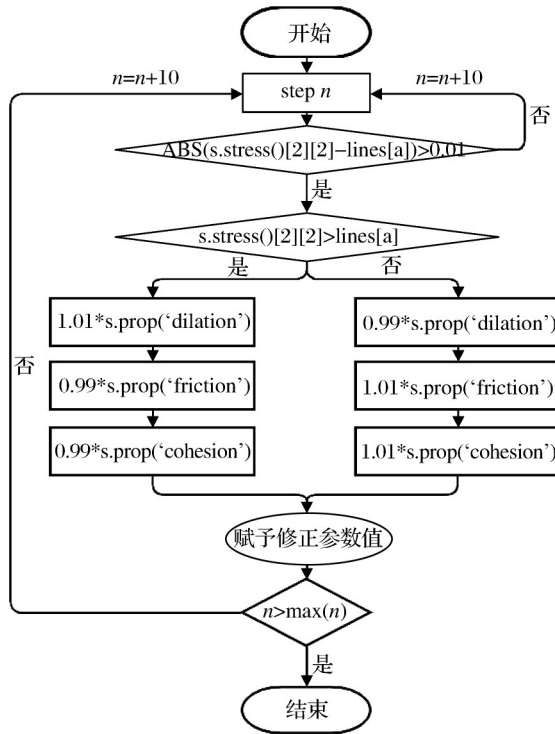 开始
n=n+10
n=n+10
step n
否
ABS(s.stress()[2][2]−lines[a])>0.01
是
s.stress()[2][2]>lines[a]
是
否
1.01*s.prop(‘dilation’)
0.99*s.prop(‘dilation’)
否
0.99*s.prop(‘friction’)
1.01*s.prop(‘friction’)
0.99*s.prop(‘cohesion’)
1.01*s.prop(‘cohesion’)
赋予修正参数值
n>max(n)
是
结束